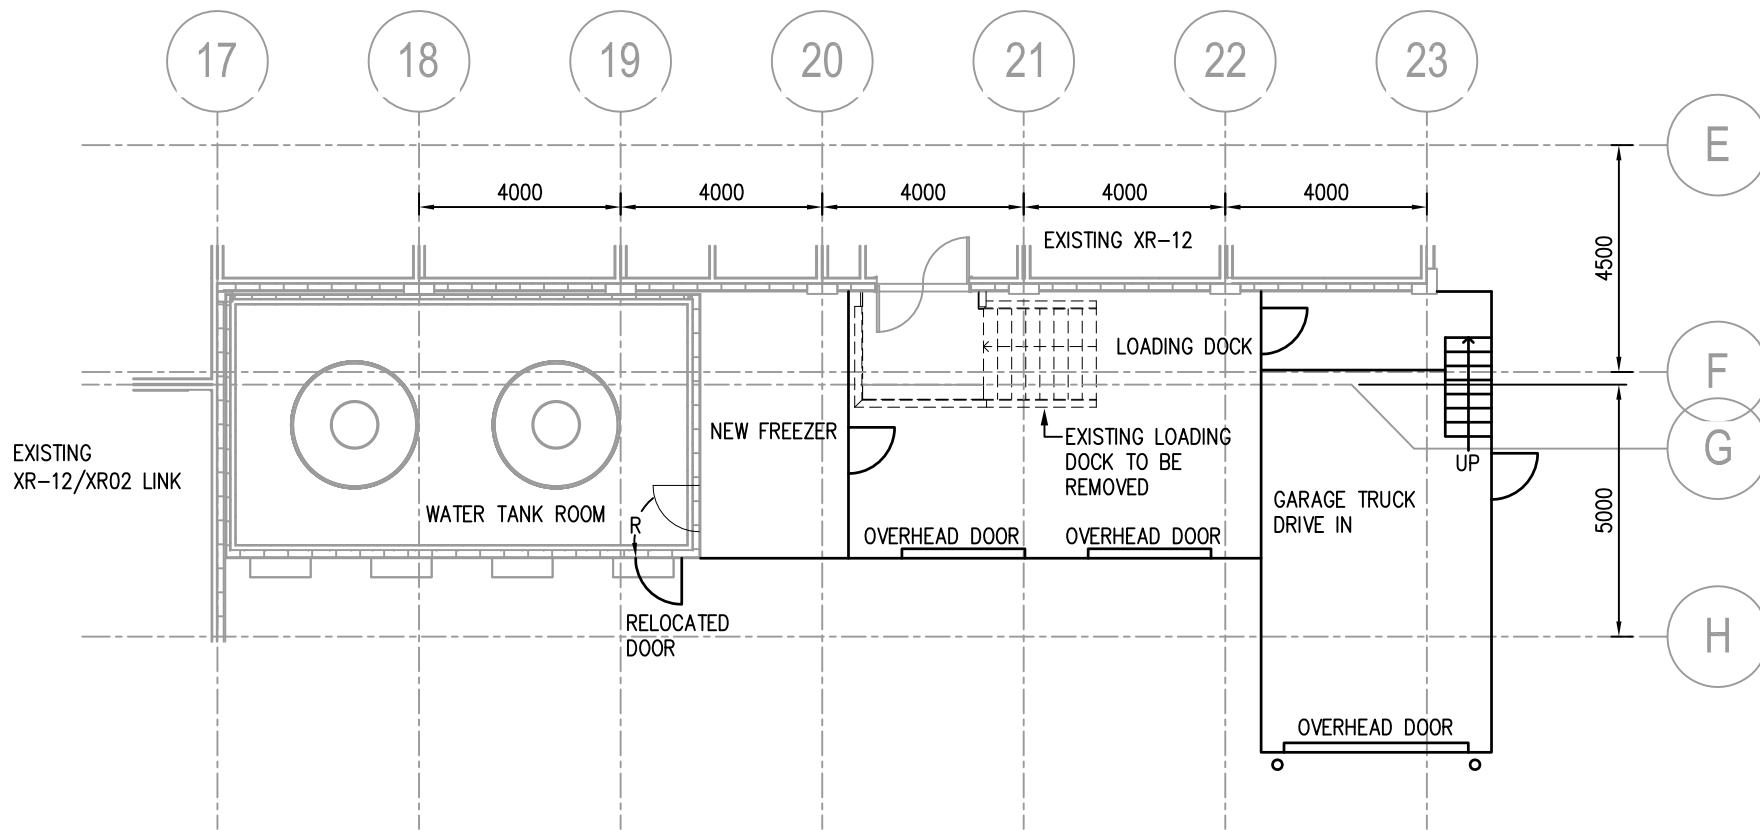 17 18 19 20 21 22 23
E
4000 4000 4000 4000 4000
EXISTING XR-12
4500
LOADING DOCK
F
NEW FREEZER
EXISTING LOADING
DOCK TO BE
REMOVED
G
UP
EXISTING
XR-12/XR02 LINK
WATER TANK ROOM
R
GARAGE TRUCK
DRIVE IN
5000
OVERHEAD DOOR
OVERHEAD DOOR
RELOCATED
DOOR
H
OVERHEAD DOOR